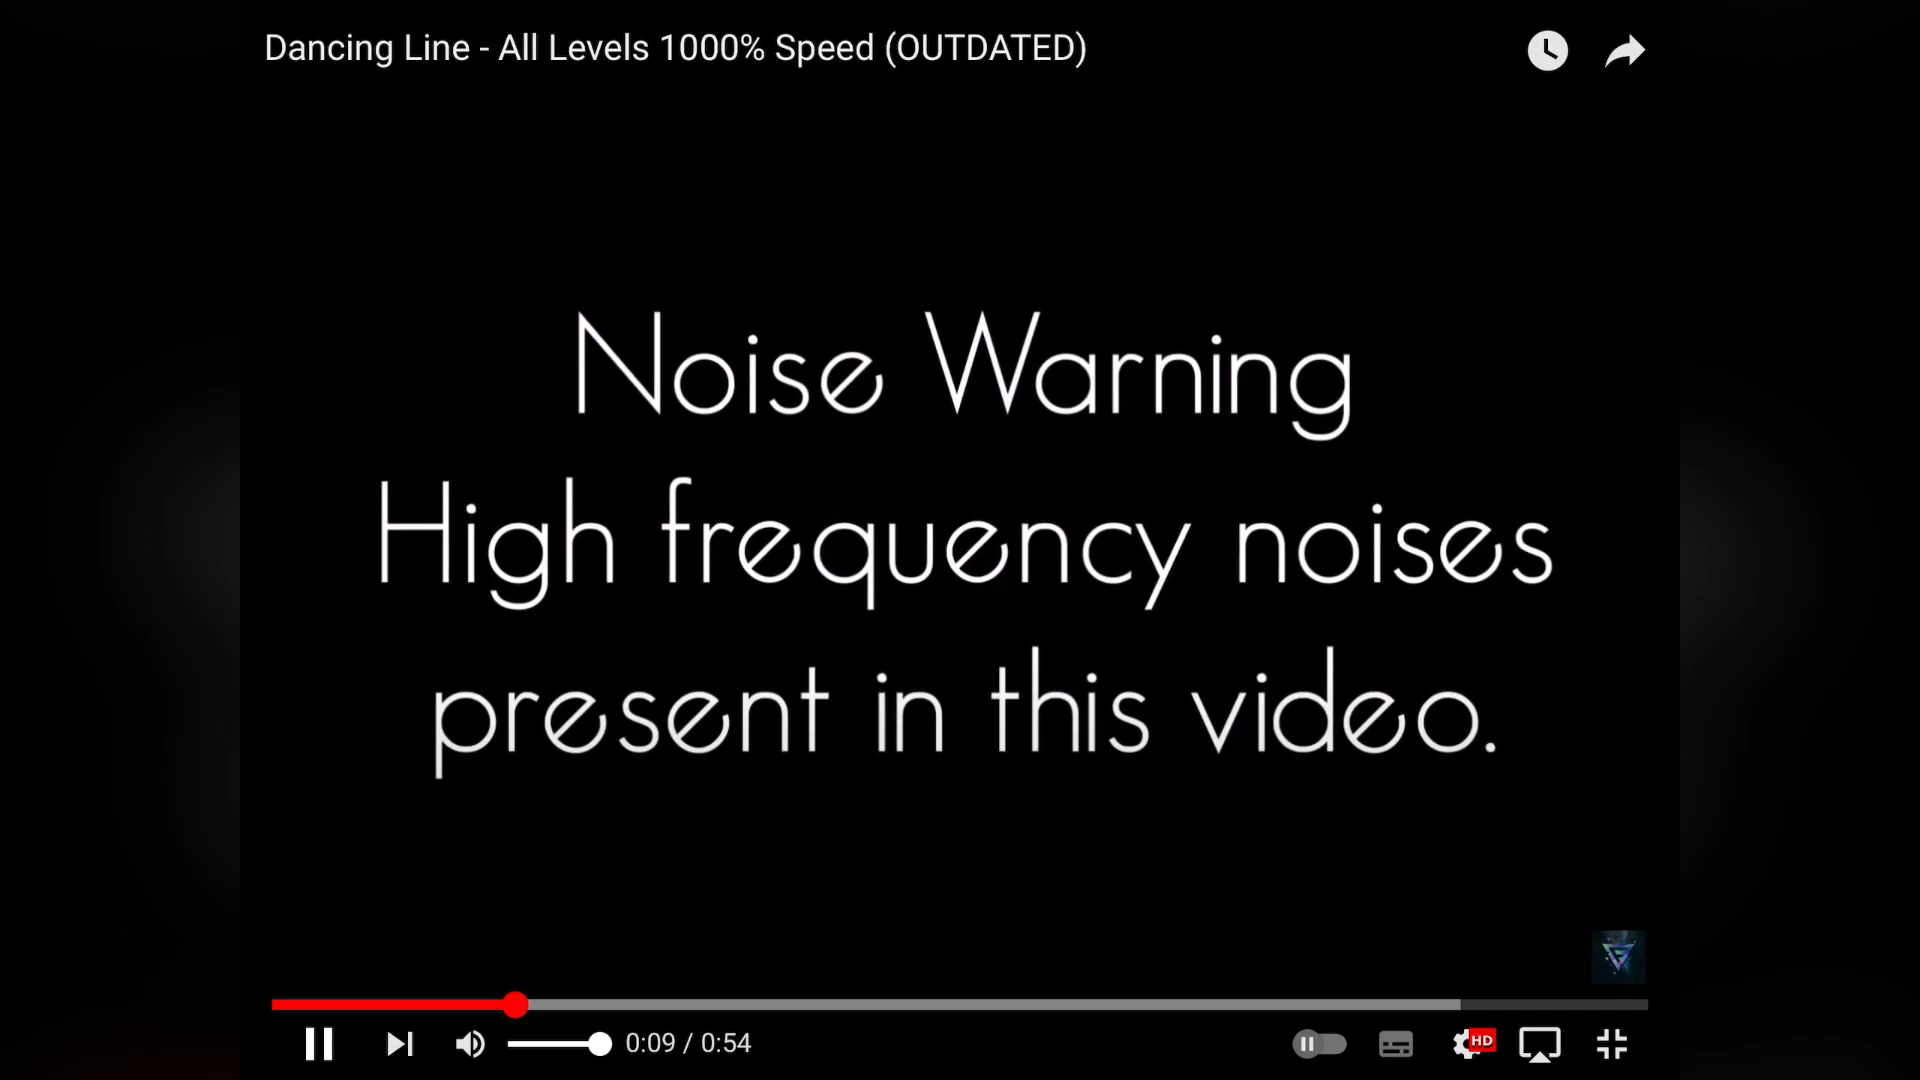 Dancing Line - All Levels 1000% Speed (OUTDATED)
Noise Warning
High frequency noises
present in this video.
0:09 / 0:54
HD